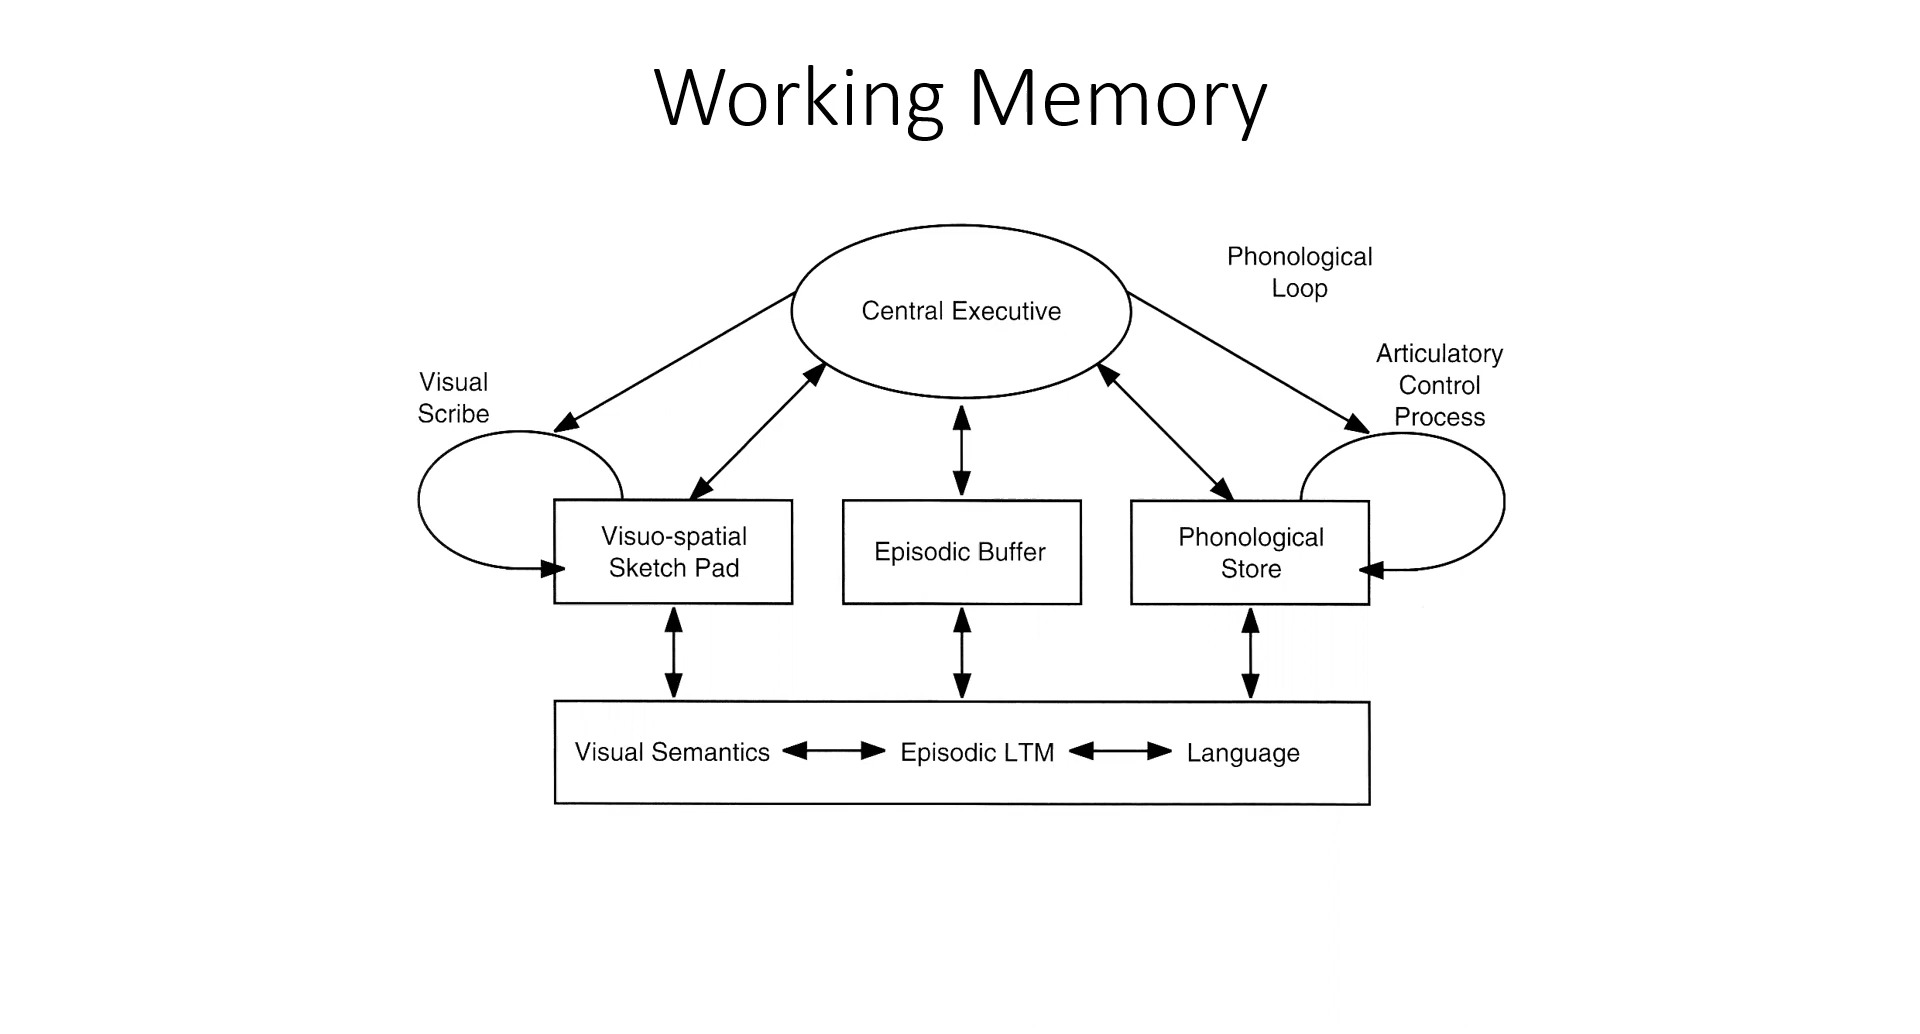 Working Memory
Phonological
Loop
Central Executive
Articulatory
Control
Process
Visual
Scribe
Visuo-spatial
Sketch Pad
Episodic Buffer
Phonological
Store
Visual Semantics
Episodic LTM
Language